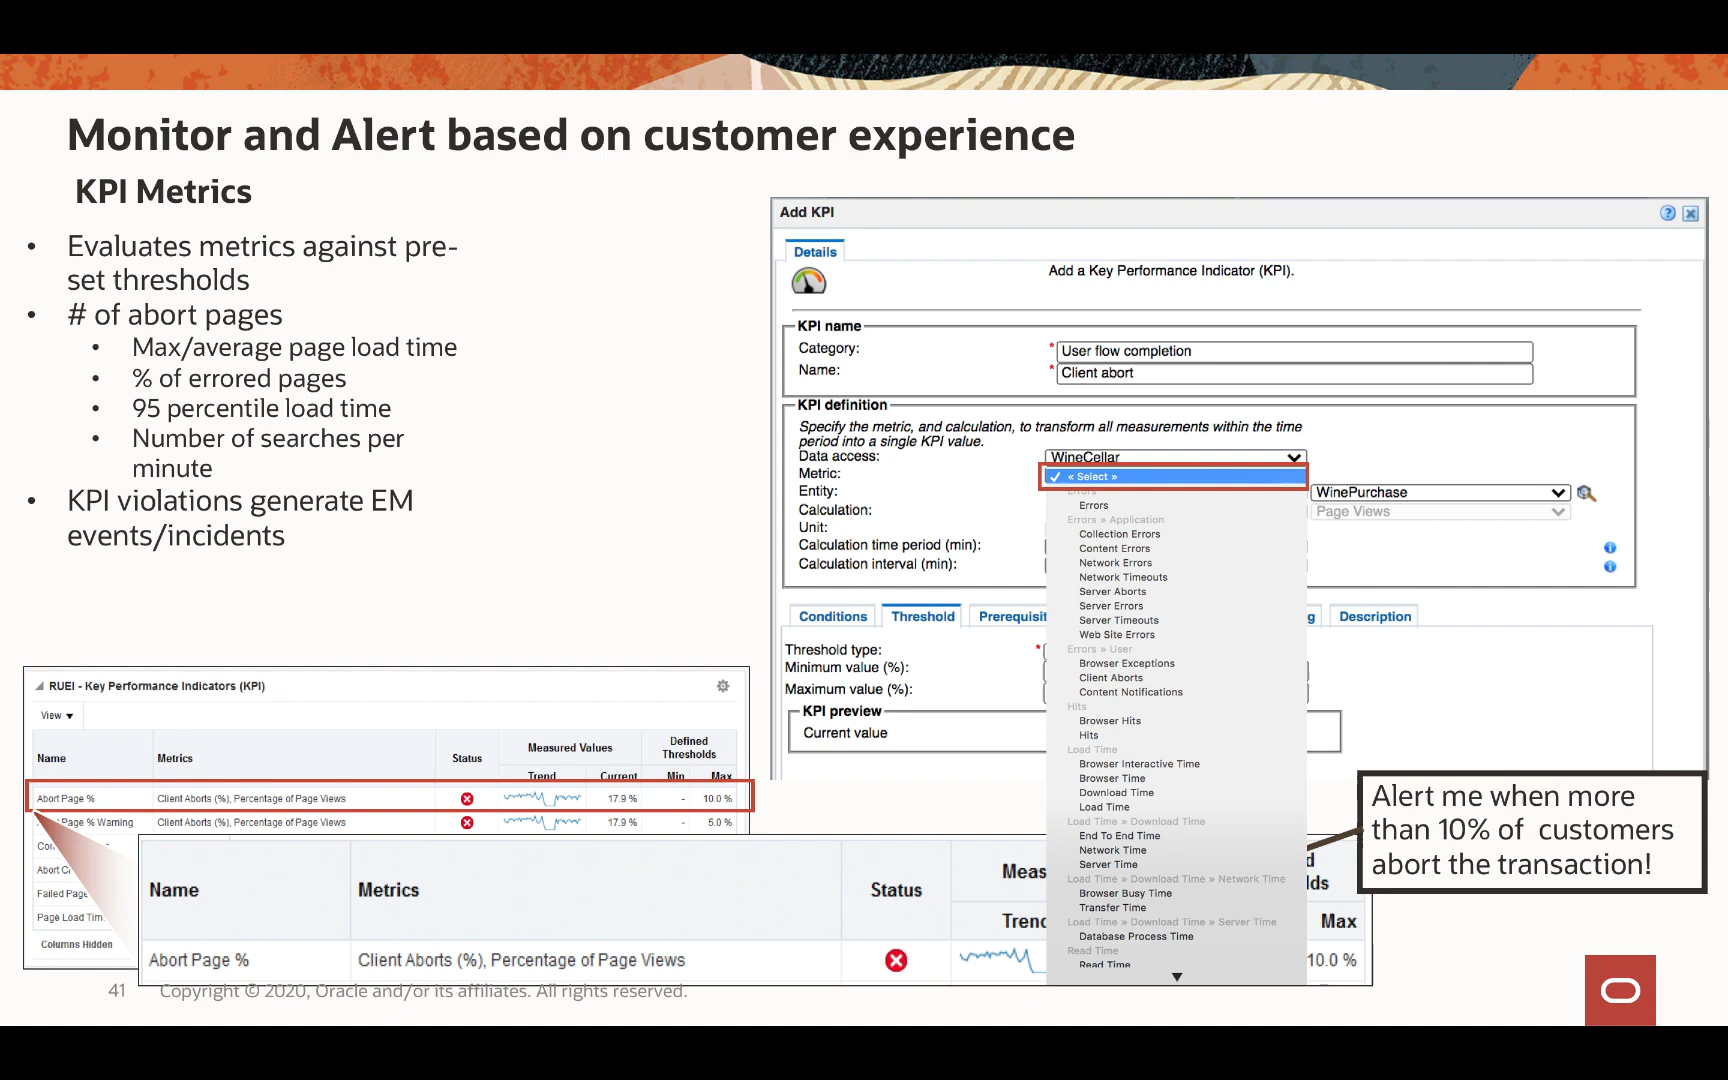 Monitor and Alert based on customer experience
KPI Metrics
• Evaluates metrics against pre-
set thresholds
• # of abort pages
• Max/average page load time
• % of errored pages
• 95 percentile load time
• Number of searches per
minute
• KPI violations generate EM
events/incidents
Add KPI
Details
Add a Key Performance Indicator (KPI).
KPI name
Category: * User flow completion
Name: * Client abort
KPI definition
Specify the metric, and calculation, to transform all measurements within the time
period into a single KPI value.
Data access: WineCellar
Metric: « Select »
Entity: WinePurchase
Calculation: Page Views
Unit:
Calculation time period (min):
Calculation interval (min):
Errors
Errors
Errors » Application
Collection Errors
Content Errors
Network Errors
Network Timeouts
Server Aborts
Server Errors
Server Timeouts
Web Site Errors
Errors » User
Browser Exceptions
Client Aborts
Content Notifications
Hits
Browser Hits
Hits
Load Time
Browser Interactive Time
Browser Time
Download Time
Load Time
Load Time » Download Time
End To End Time
Network Time
Server Time
Load Time » Download Time » Network Time
Browser Busy Time
Transfer Time
Load Time » Download Time » Server Time
Database Process Time
Read Time
Read Time
Conditions Threshold Prerequisit g Description
Threshold type: *
Minimum value (%):
Maximum value (%):
KPI preview
Current value
RUEI - Key Performance Indicators (KPI)
View
Name Metrics Status Measured Values Defined Thresholds
Trend Current Min Max
Abort Page % Client Aborts (%), Percentage of Page Views 17.9 % - 10.0 %
Page % Warning Client Aborts (%), Percentage of Page Views 17.9 % - 5.0 %
Abort C
Failed Page
Page Load Tim
Columns Hidden
Name Metrics Status Meas
Trend Max
Abort Page % Client Aborts (%), Percentage of Page Views 10.0 %
Alert me when more
than 10% of customers
abort the transaction!
41 Copyright © 2020, Oracle and/or its affiliates. All rights reserved.